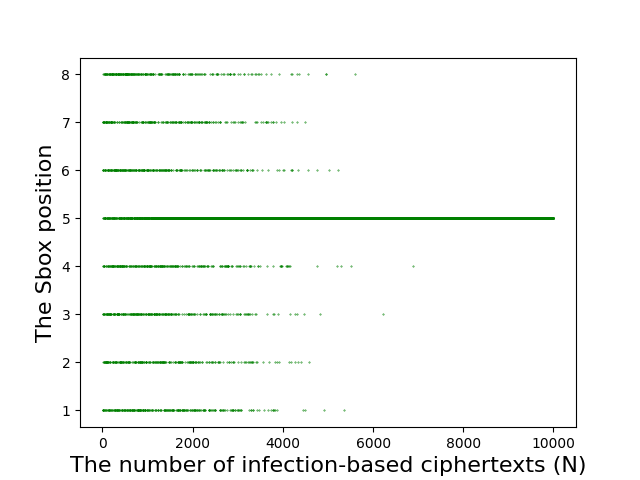 The Sbox position
8
7
6
5
4
3
2
1
0 2000 4000 6000 8000 10000
The number of infection-based ciphertexts (N)